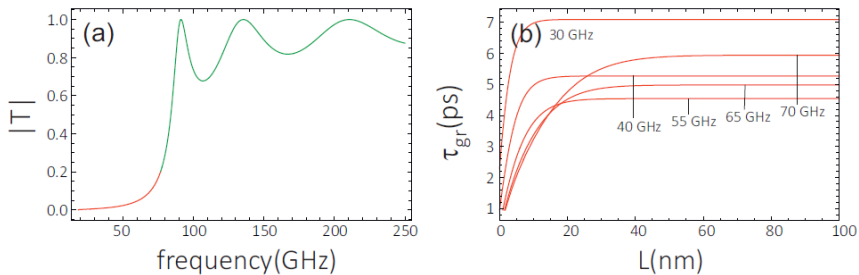 (a)
|T|
1.0
0.8
0.6
0.4
0.2
0.0
50 100 150 200 250
frequency(GHz)
(b)
τgr(ps)
7
6
5
4
3
2
1
30 GHz
40 GHz
55 GHz
65 GHz
70 GHz
0 20 40 60 80 100
L(nm)